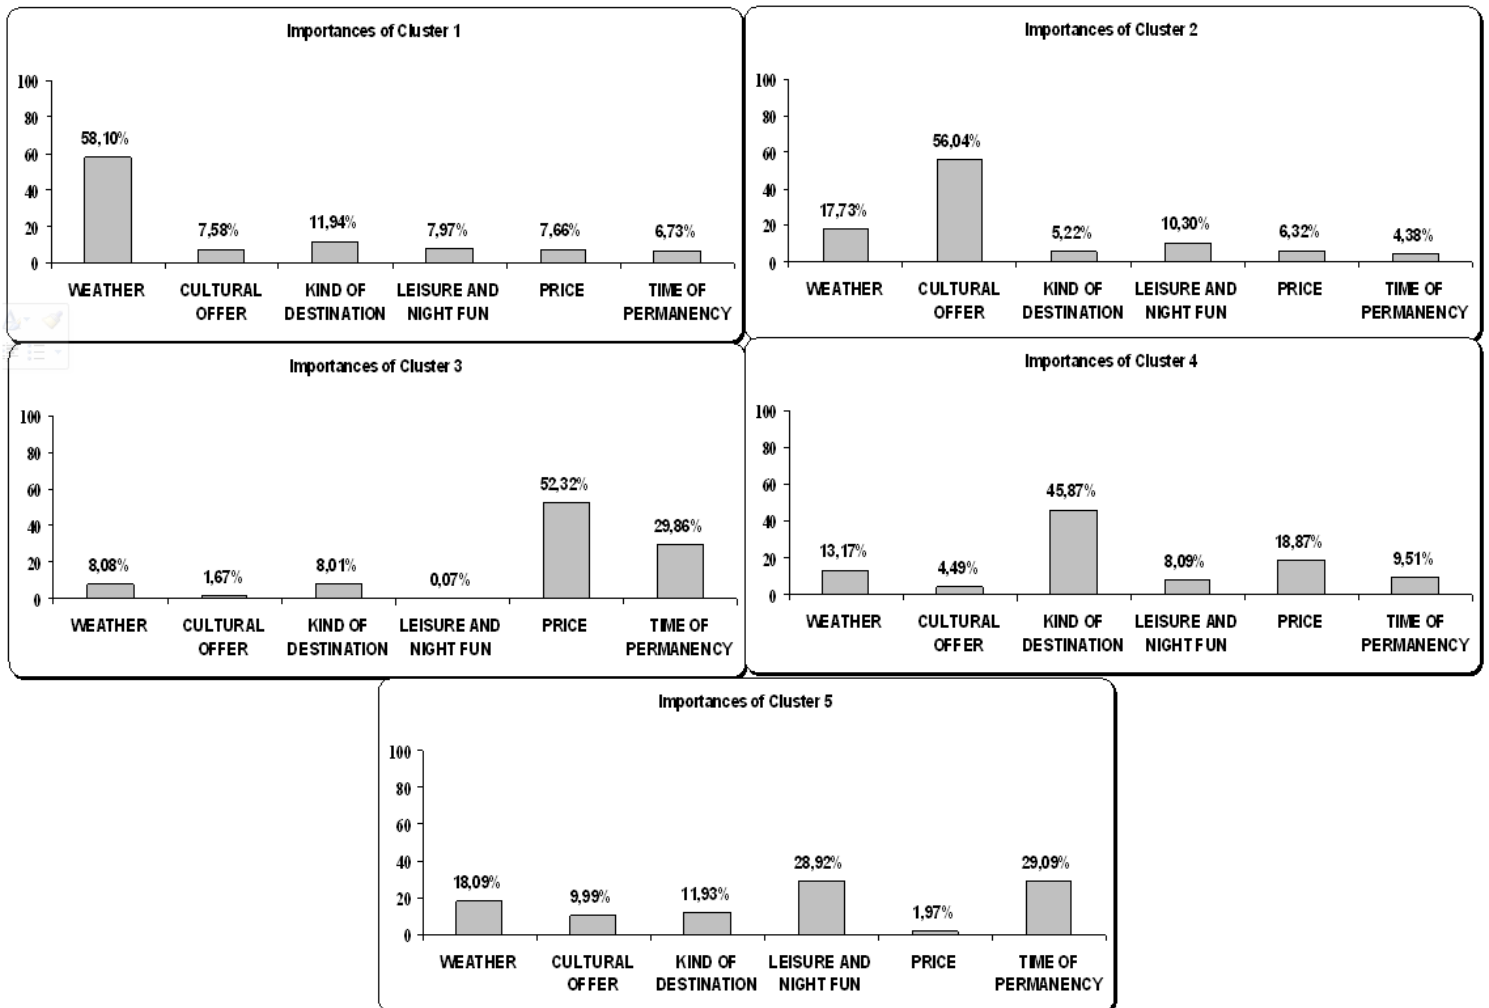 Importances of Cluster 1
100
80
60
40
20
0
58,10%
7,58%
11,94%
7,97%
7,66%
6,73%
WEATHER
CULTURAL
OFFER
KIND OF
DESTINATION
LEISURE AND
NIGHT FUN
PRICE
TIME OF
PERMANENCY
Importances of Cluster 2
100
80
60
40
20
0
17,73%
56,04%
5,22%
10,30%
6,32%
4,38%
WEATHER
CULTURAL
OFFER
KIND OF
DESTINATION
LEISURE AND
NIGHT FUN
PRICE
TIME OF
PERMANENCY
Importances of Cluster 3
100
80
60
40
20
0
8,08%
1,67%
8,01%
0,07%
52,32%
29,86%
WEATHER
CULTURAL
OFFER
KIND OF
DESTINATION
LEISURE AND
NIGHT FUN
PRICE
TIME OF
PERMANENCY
Importances of Cluster 4
100
80
60
40
20
0
13,17%
4,49%
45,87%
8,09%
18,87%
9,51%
WEATHER
CULTURAL
OFFER
KIND OF
DESTINATION
LEISURE AND
NIGHT FUN
PRICE
TIME OF
PERMANENCY
Importances of Cluster 5
100
80
60
40
20
0
18,09%
9,99%
11,93%
28,92%
1,97%
29,09%
WEATHER
CULTURAL
OFFER
KIND OF
DESTINATION
LEISURE AND
NIGHT FUN
PRICE
TIME OF
PERMANENCY